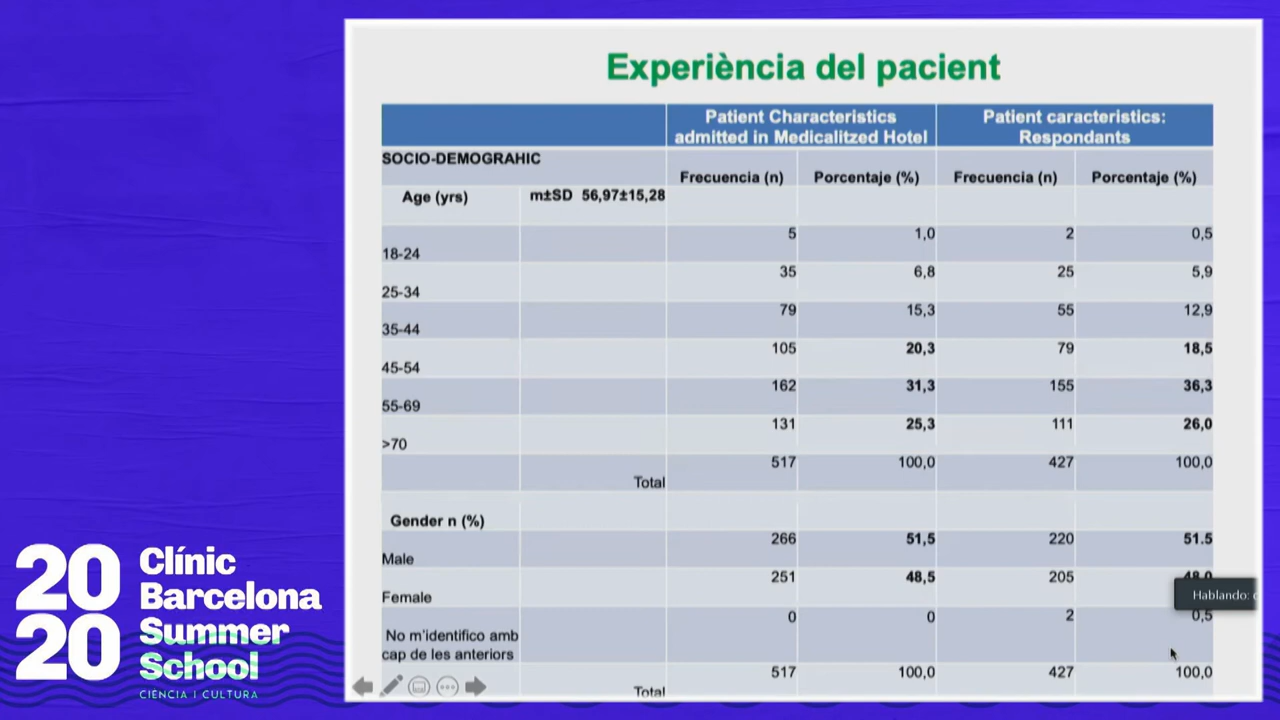 Experiència del pacient
Patient Characteristics admitted in Medicalitzed Hotel
Patient caracteristics: Respondants
SOCIO-DEMOGRAHIC
Frecuencia (n) Porcentaje (%) Frecuencia (n) Porcentaje (%)
Age (yrs) m±SD 56,97±15,28
18-24 5 1,0 2 0,5
25-34 35 6,8 25 5,9
35-44 79 15,3 55 12,9
45-54 105 20,3 79 18,5
55-69 162 31,3 155 36,3
>70 131 25,3 111 26,0
Total 517 100,0 427 100,0
Gender n (%)
Male 266 51,5 220 51.5
Female 251 48,5 205 48,0
No m'identifico amb
cap de les anteriors 0 0 2 0,5
Total 517 100,0 427 100,0
Hablando:
2020
Clínic
Barcelona
Summer
School
CIÈNCIA I CULTURA